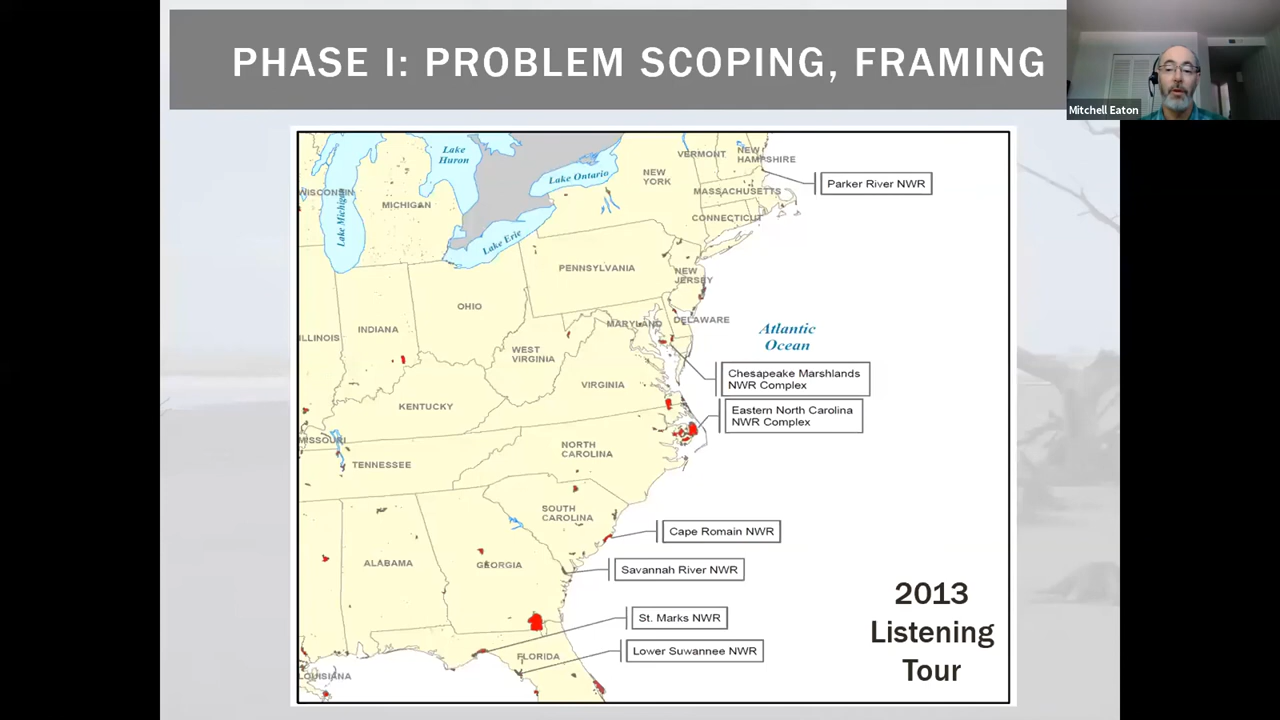 PHASE I: PROBLEM SCOPING, FRAMING
Mitchell Eaton
Lake
Huron
VERMONT
NEW
HAMPSHIRE
Lake Ontario
NEW
YORK
Parker River NWR
WISCONSIN
MICHIGAN
MASSACHUSETTS
Lake Michigan
CONNECTICUT
Lake Erie
PENNSYLVANIA
NEW
JERSEY
OHIO
MARYLAND
DELAWARE
ILLINOIS
INDIANA
Atlantic
Ocean
WEST
VIRGINIA
Chesapeake Marshlands
NWR Complex
VIRGINIA
KENTUCKY
Eastern North Carolina
NWR Complex
MISSOURI
NORTH
CAROLINA
TENNESSEE
SOUTH
CAROLINA
Cape Romain NWR
ALABAMA
GEORGIA
Savannah River NWR
St. Marks NWR
FLORIDA
Lower Suwannee NWR
LOUISIANA
2013
Listening
Tour